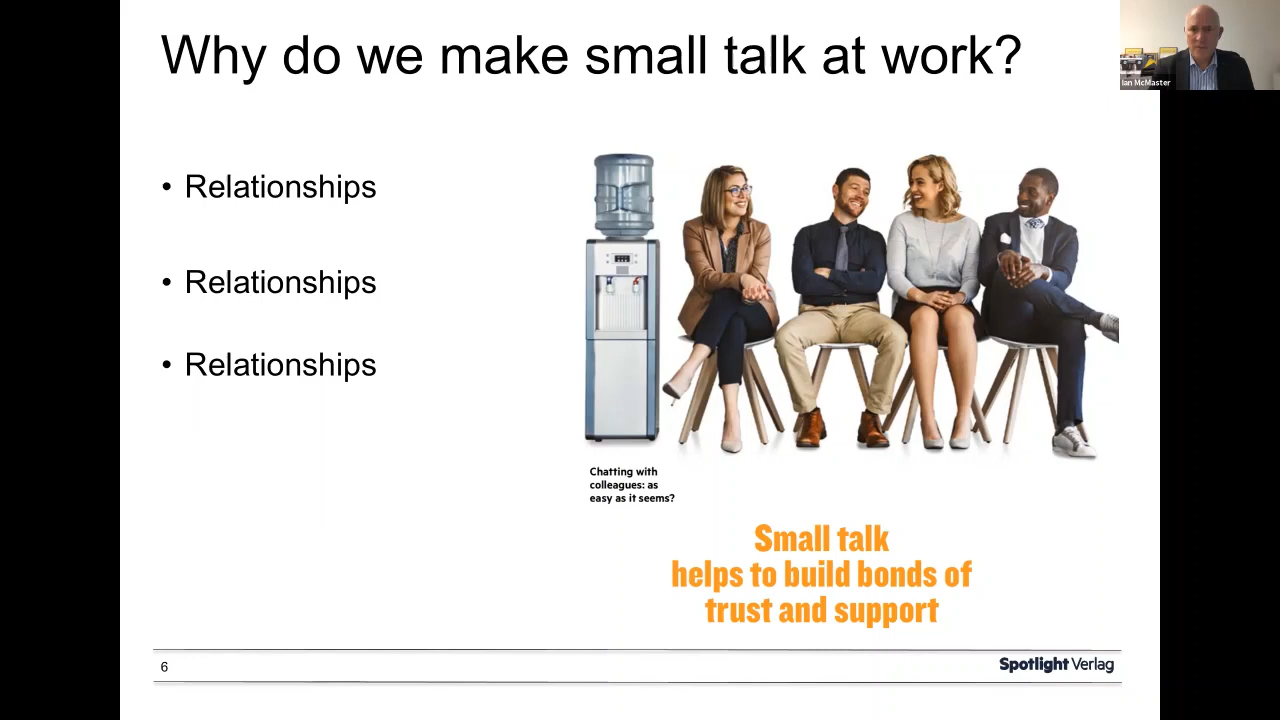 Why do we make small talk at work?
Ian McMaster
• Relationships
• Relationships
• Relationships
Chatting with
colleagues: as
easy as it seems?
Small talk
helps to build bonds of
trust and support
6
Spotlight Verlag